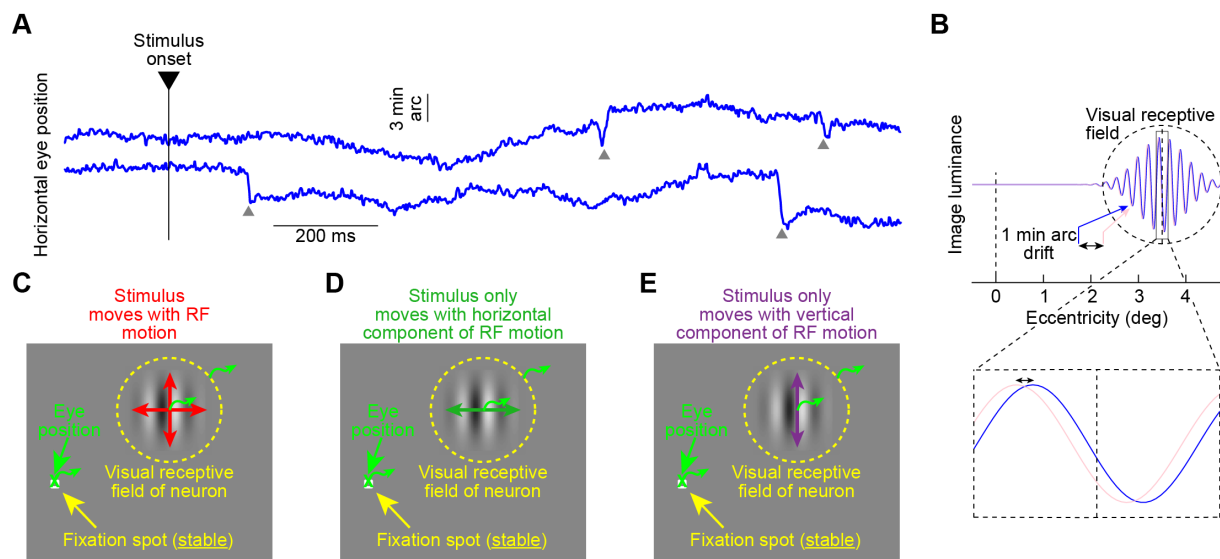 A
Stimulus
onset
Horizontal eye position
3 min
arc
200 ms
B
Visual receptive
field
Image luminance
1 min arc
drift
0
1
2
3
4
Eccentricity (deg)
C
Stimulus
moves with RF
motion
Eye
position
Visual receptive
field of neuron
Fixation spot (stable)
D
Stimulus only
moves with horizontal
component of RF motion
Eye
position
Visual receptive
field of neuron
Fixation spot (stable)
E
Stimulus only
moves with vertical
component of RF motion
Eye
position
Visual receptive
field of neuron
Fixation spot (stable)